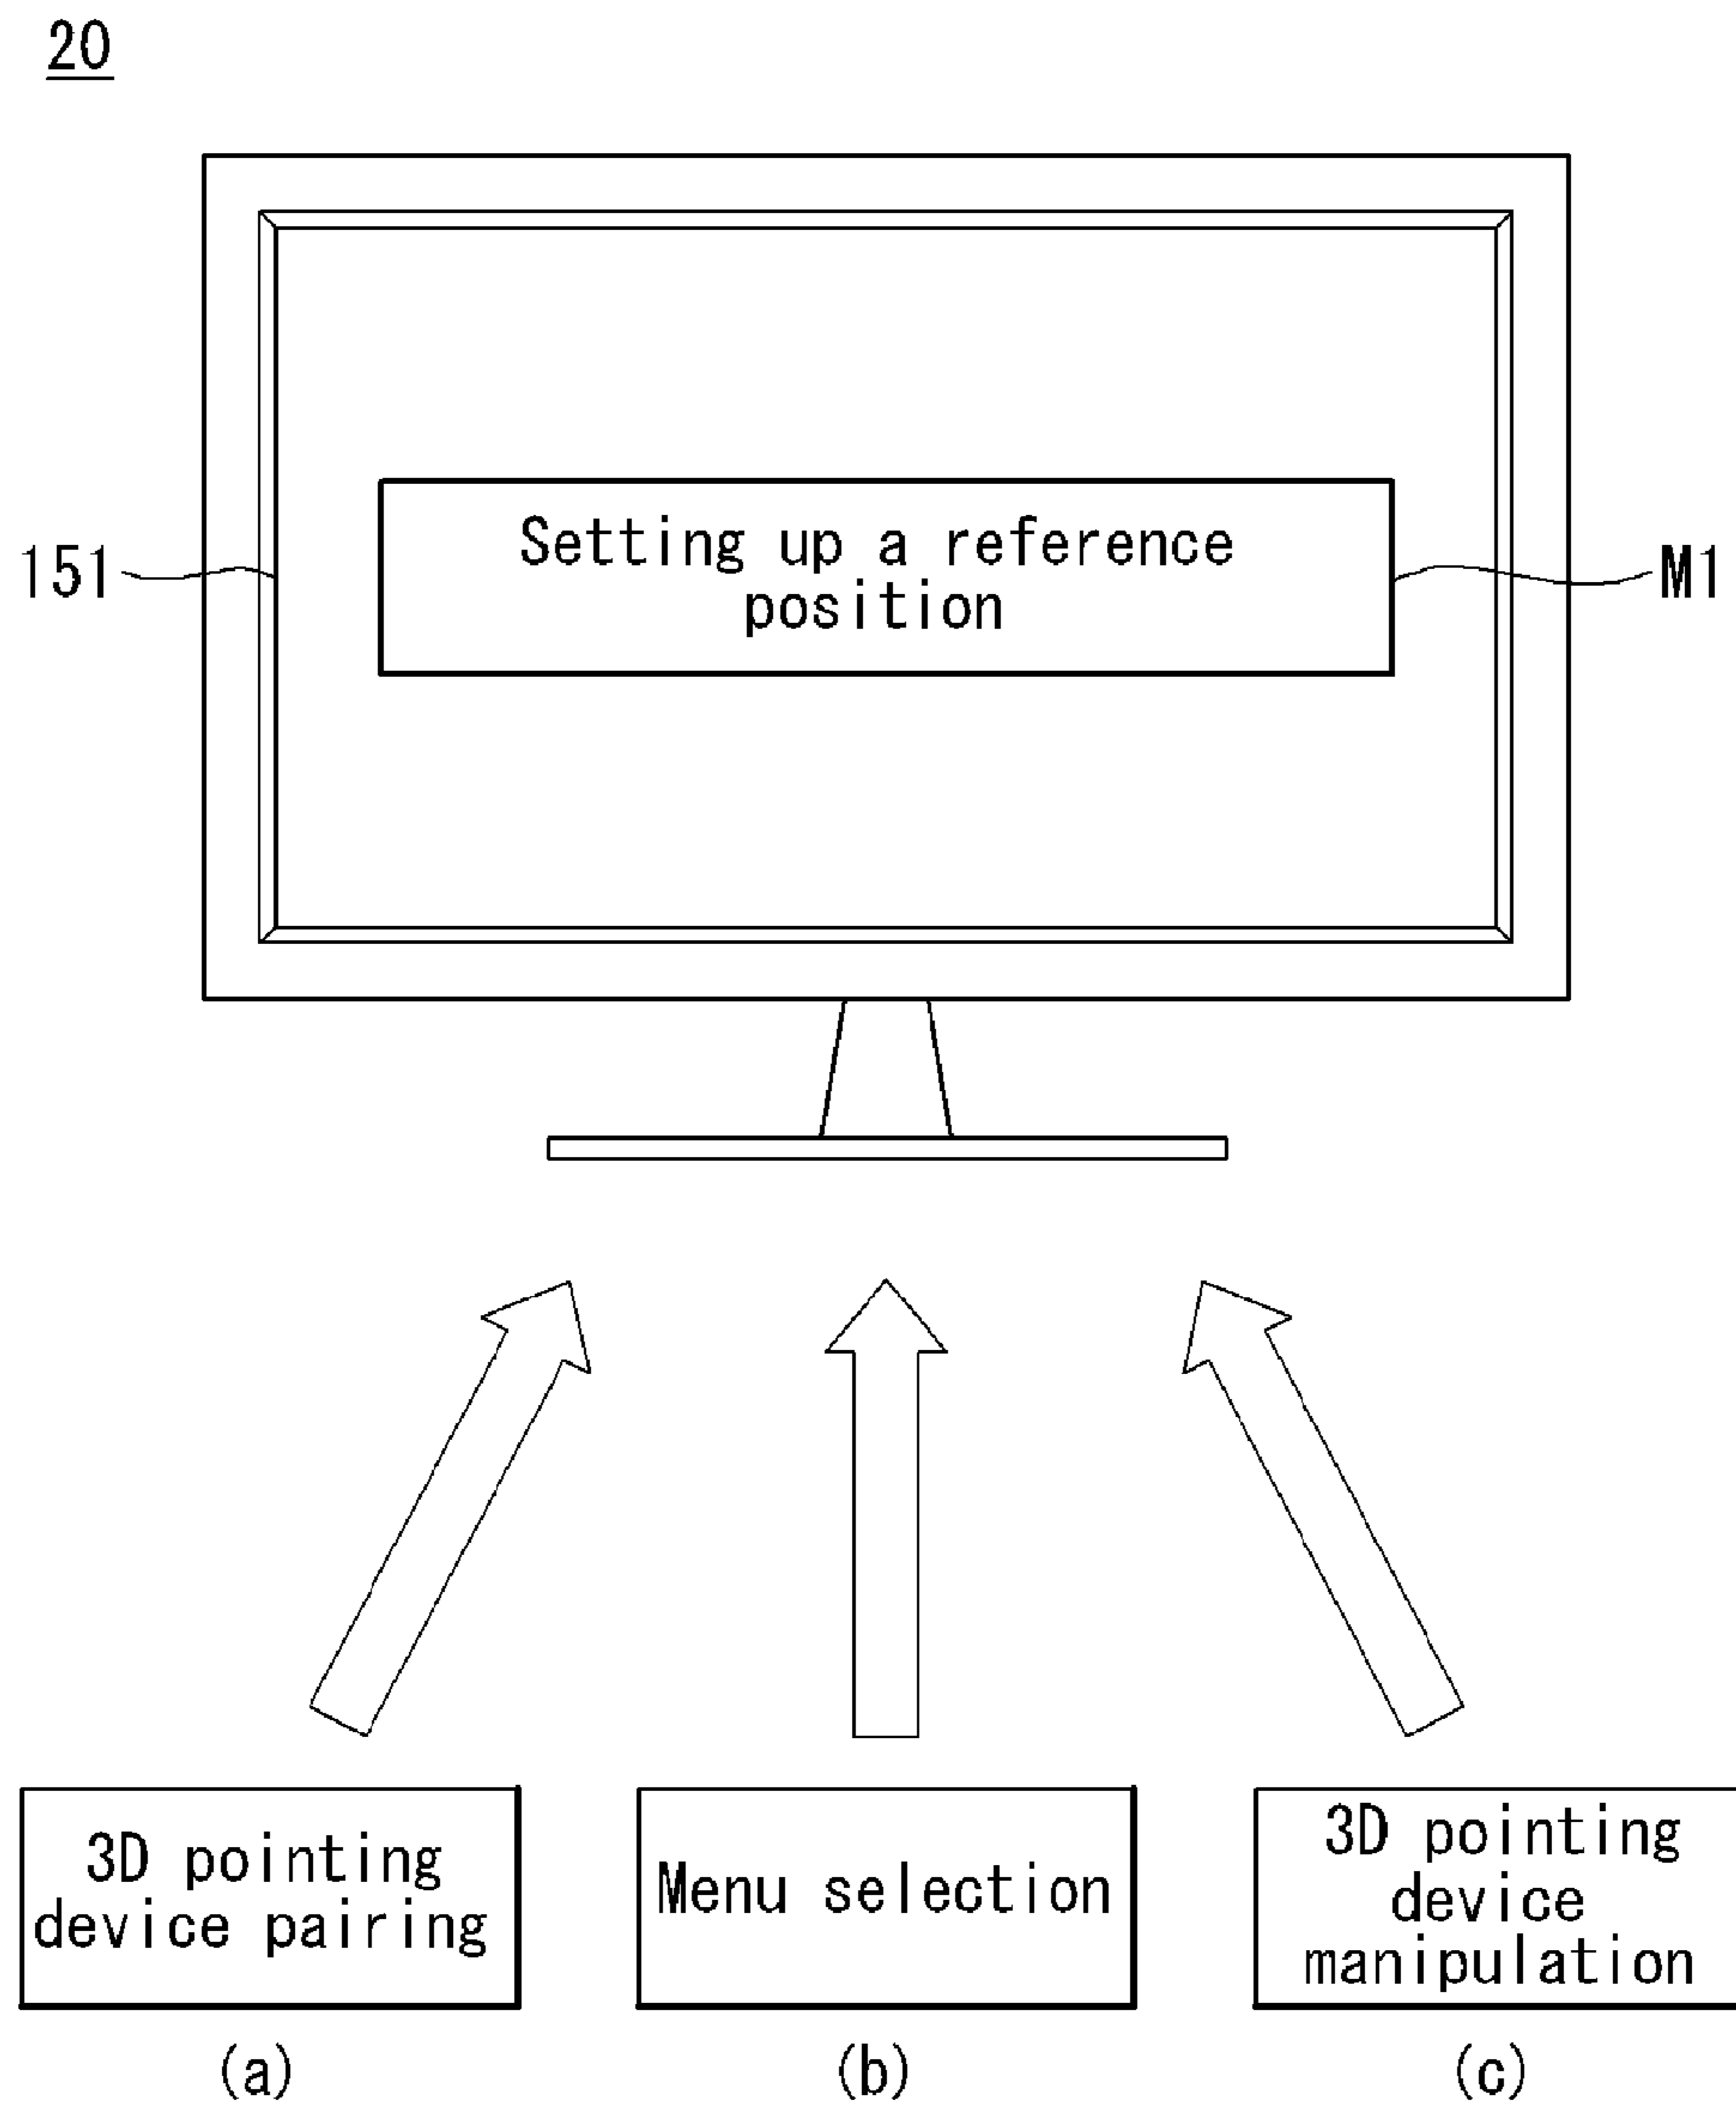 20
Setting up a reference
position
151
M1
3D pointing
device pairing
Menu selection
3D pointing
device
manipulation
(a)
(b)
(c)